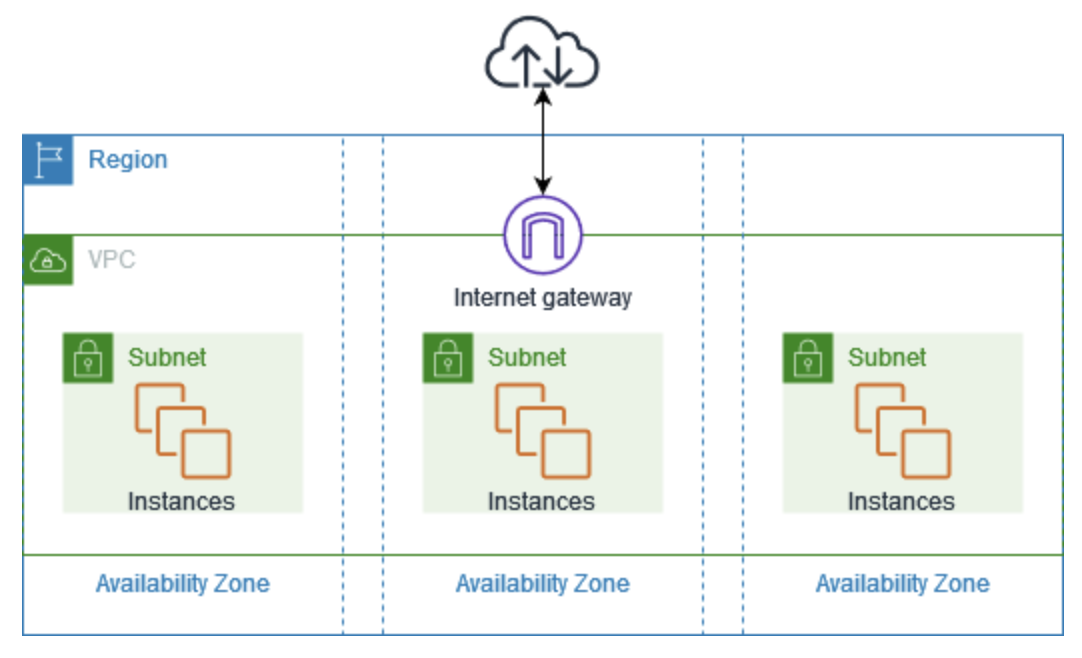 Region
VPC
Internet gateway
Subnet
Subnet
Subnet
Instances
Instances
Instances
Availability Zone
Availability Zone
Availability Zone